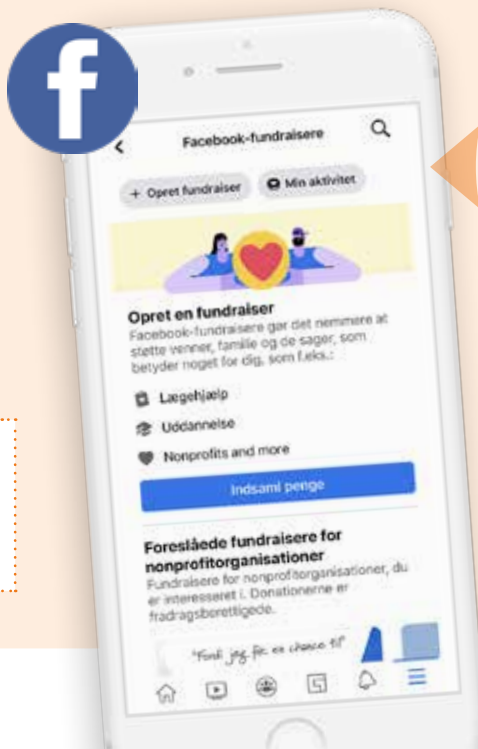 f
Facebook-fundraisere
+ Opret fundraiser
Min aktivitet
Opret en fundraiser
Facebook-fundraisere gør det nemmere at
støtte venner, familie og de sager, som
betyder noget for dig, som f.eks.:
Lægehjælp
Uddannelse
Nonprofits and more
Indsaml penge
Foreslåede fundraisere for
nonprofitorganisationer
Fundraisere for nonprofitorganisationer, du
er interesseret i. Donationerne er
fradragsberettigede.
"Fordi jeg får en chance til"